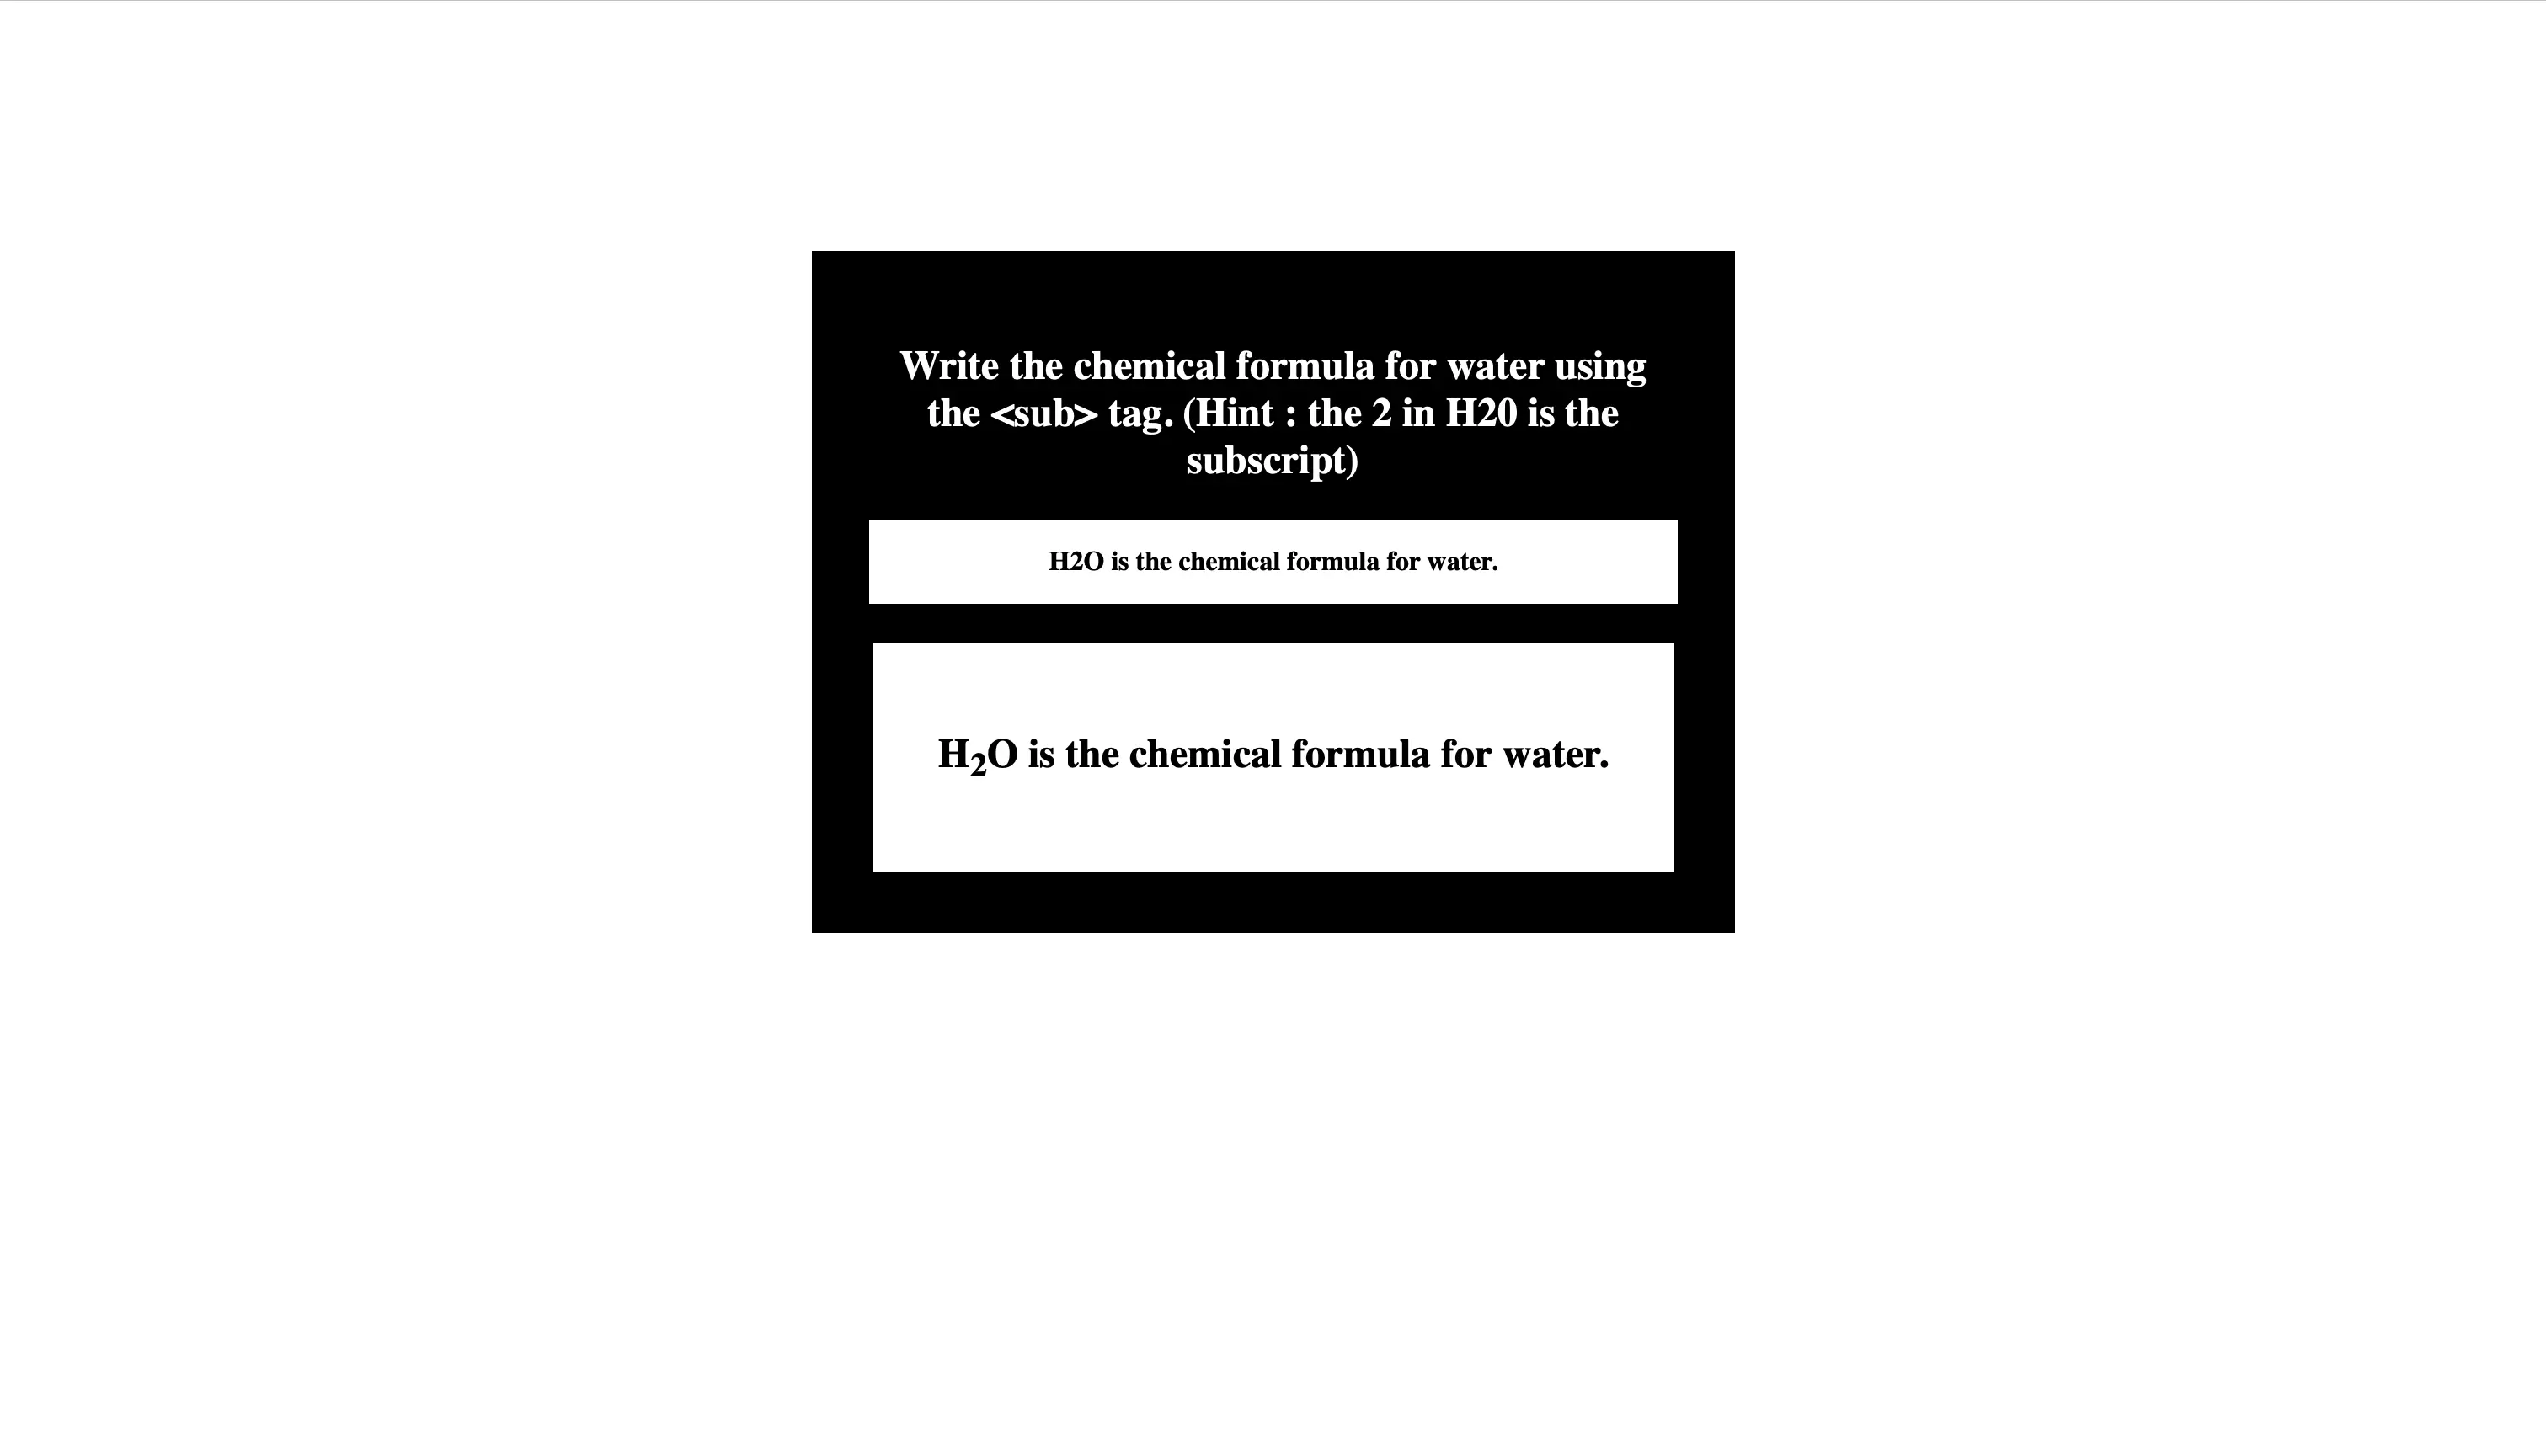 Write the chemical formula for water using
the <sub> tag. (Hint : the 2 in H20 is the
subscript)
H2O is the chemical formula for water.
H₂O is the chemical formula for water.